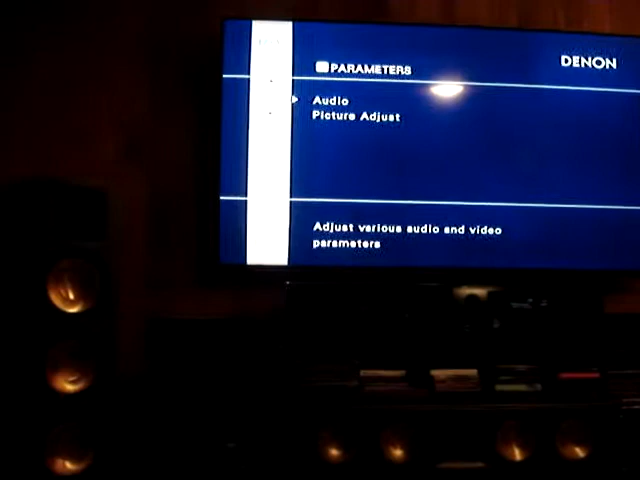 PARAMETERS
DENON
Audio
Picture Adjust
Adjust various audio and video
parameters